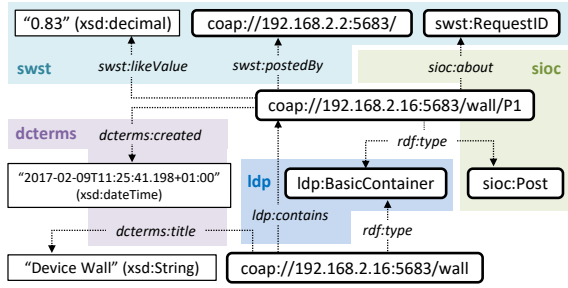 “0.83” (xsd:decimal)
coap://192.168.2.2:5683/
swst:RequestID
swst
swst:likeValue
swst:postedBy
sioc:about
sioc
coap://192.168.2.16:5683/wall/P1
dcterms
dcterms:created
rdf:type
“2017-02-09T11:25:41.198+01:00”
(xsd:dateTime)
ldp
ldp:BasicContainer
sioc:Post
ldp:contains
dcterms:title
rdf:type
“Device Wall” (xsd:String)
coap://192.168.2.16:5683/wall